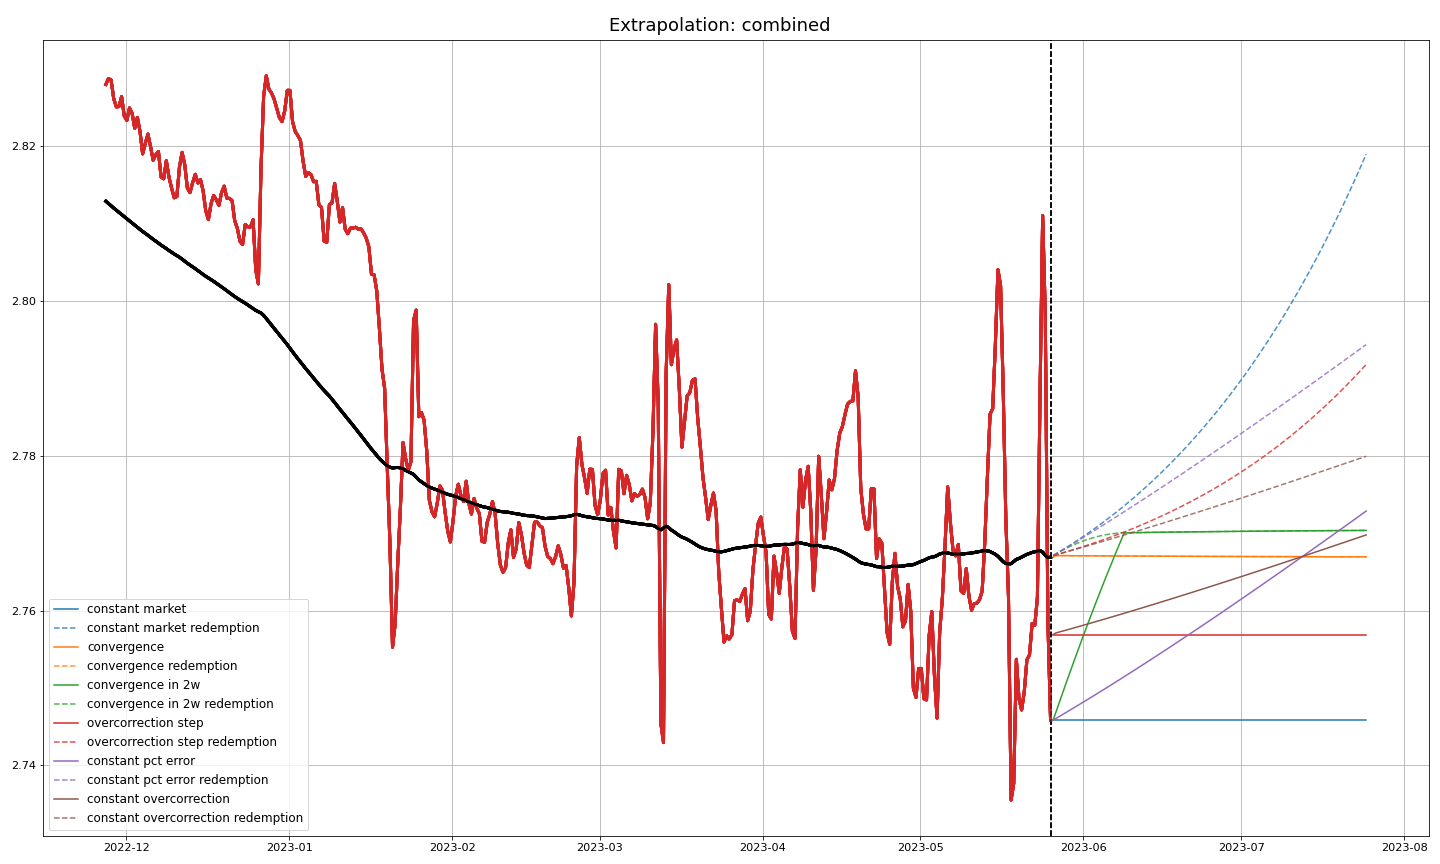 Extrapolation: combined
2.82
2.80
2.78
2.76
2.74
constant market
constant market redemption
convergence
convergence redemption
convergence in 2w
convergence in 2w redemption
overcorrection step
overcorrection step redemption
constant pct error
constant pct error redemption
constant overcorrection
constant overcorrection redemption
2022-12 2023-01 2023-02 2023-03 2023-04 2023-05 2023-06 2023-07 2023-08